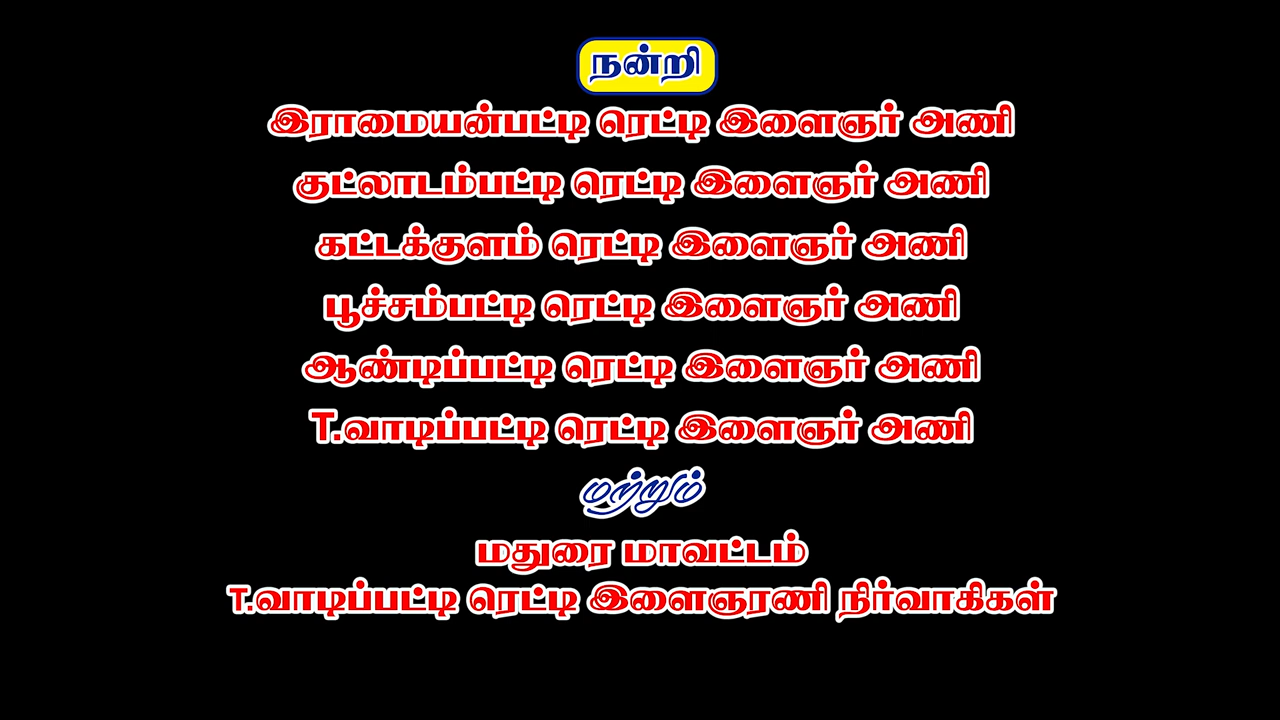 நன்றி
இராமையன்பட்டி ரெட்டி இளைஞர் அணி
குட்லாடம்பட்டி ரெட்டி இளைஞர் அணி
கட்டக்குளம் ரெட்டி இளைஞர் அணி
பூச்சம்பட்டி ரெட்டி இளைஞர் அணி
ஆண்டிப்பட்டி ரெட்டி இளைஞர் அணி
T.வாடிப்பட்டி ரெட்டி இளைஞர் அணி
மற்றும்
மதுரை மாவட்டம்
T.வாடிப்பட்டி ரெட்டி இளைஞரணி நிர்வாகிகள்